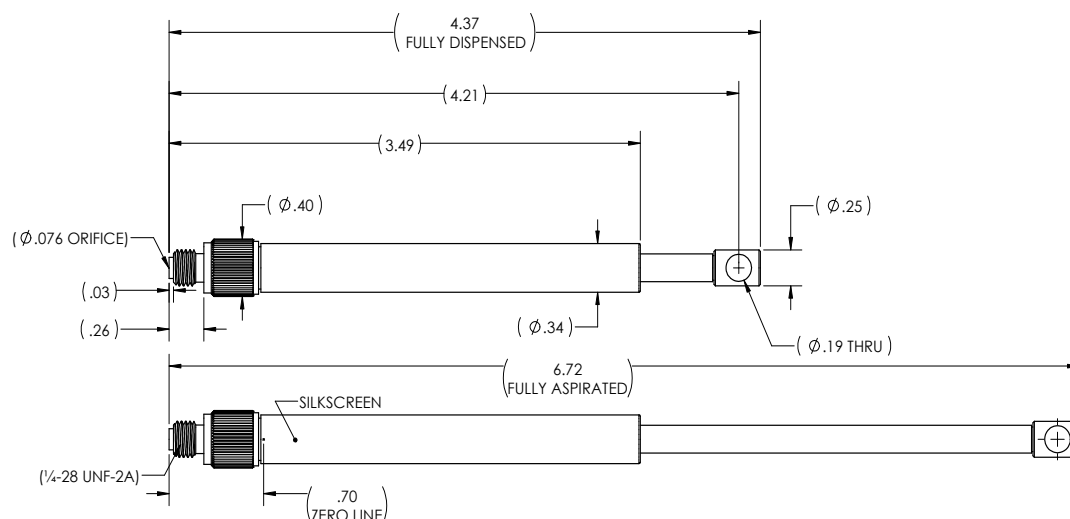 ( 4.37
FULLY DISPENSED )
( 4.21 )
( 3.49 )
( Ø.40 )
( Ø.25 )
( Ø.076 ORIFICE)
( .03 )
( .26 )
( Ø.34 )
( Ø.19 THRU )
( 6.72
FULLY ASPIRATED )
SILKSCREEN
(¼-28 UNF-2A)
( .70
ZERO LINE )